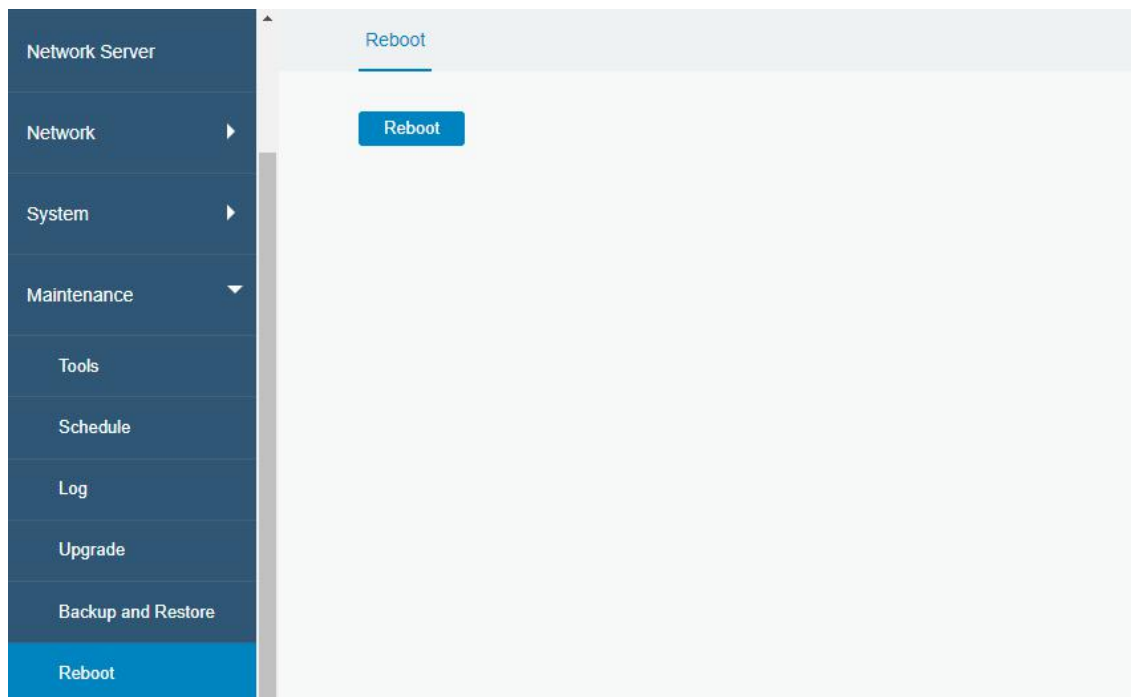 Network Server
Network
System
Maintenance
Tools
Schedule
Log
Upgrade
Backup and Restore
Reboot
Reboot
Reboot